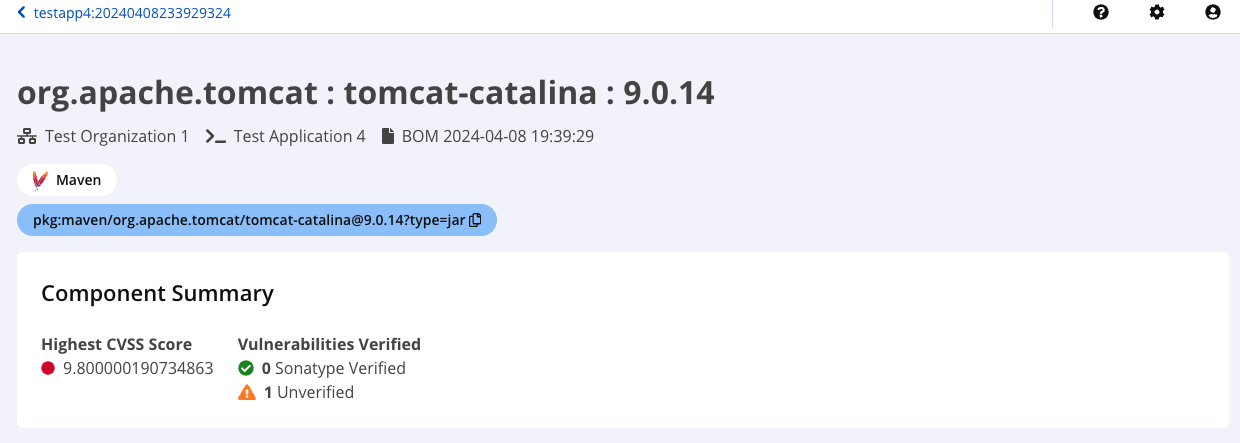 testapp4:20240408233929324
org.apache.tomcat : tomcat-catalina : 9.0.14
Test Organization 1 Test Application 4 BOM 2024-04-08 19:39:29
Maven
pkg:maven/org.apache.tomcat/tomcat-catalina@9.0.14?type=jar
Component Summary
Highest CVSS Score Vulnerabilities Verified
9.800000190734863 0 Sonatype Verified
1 Unverified